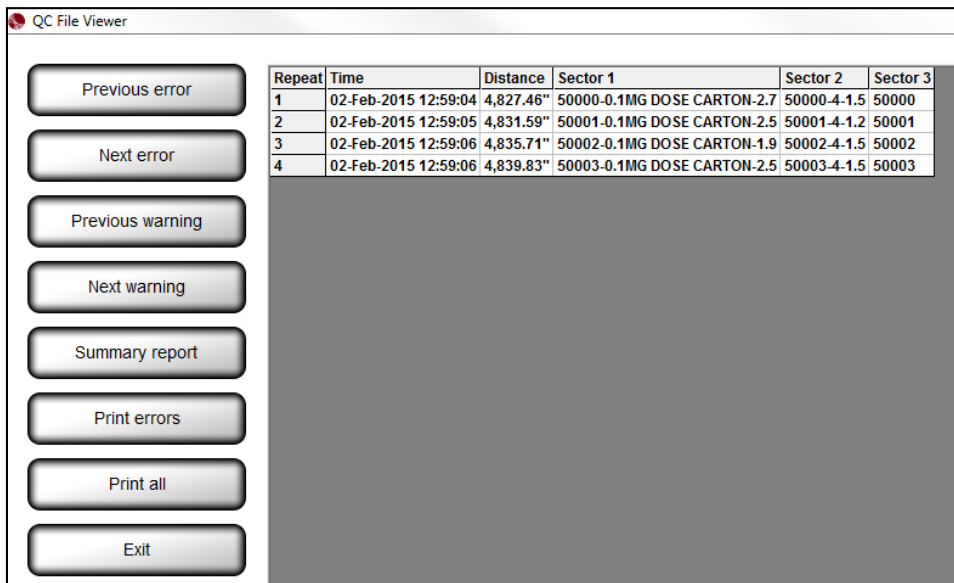 QC File Viewer
Previous error
Next error
Previous warning
Next warning
Summary report
Print errors
Print all
Exit
Repeat Time Distance Sector 1 Sector 2 Sector 3
1 02-Feb-2015 12:59:04 4,827.46" 50000-0.1MG DOSE CARTON-2.7 50000-4-1.5 50000
2 02-Feb-2015 12:59:05 4,831.59" 50001-0.1MG DOSE CARTON-2.5 50001-4-1.2 50001
3 02-Feb-2015 12:59:06 4,835.71" 50002-0.1MG DOSE CARTON-1.9 50002-4-1.5 50002
4 02-Feb-2015 12:59:06 4,839.83" 50003-0.1MG DOSE CARTON-2.5 50003-4-1.5 50003